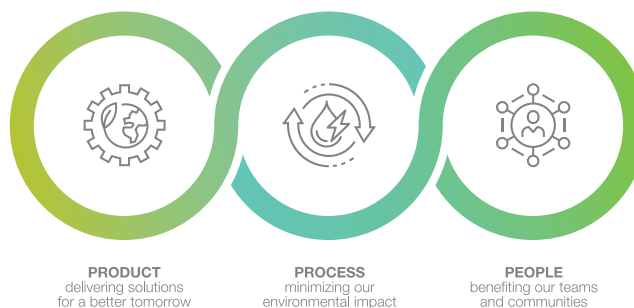 PRODUCT
delivering solutions
for a better tomorrow
PROCESS
minimizing our
environmental impact
PEOPLE
benefiting our teams
and communities